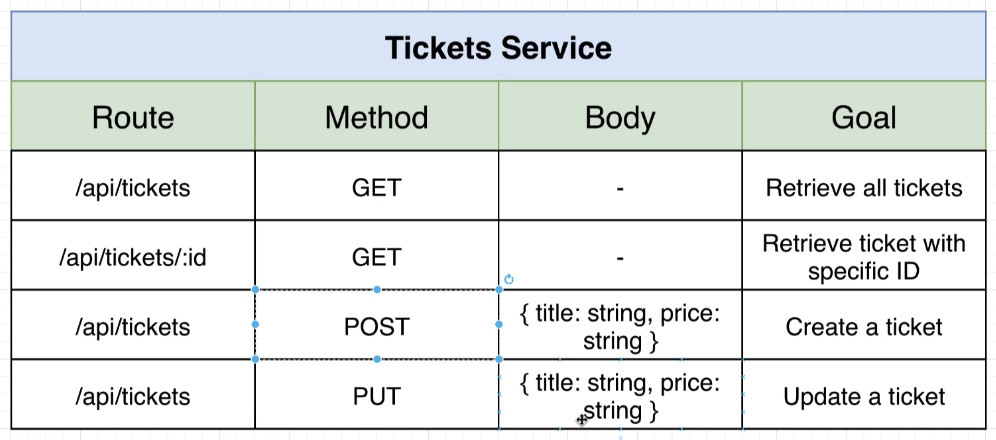 Tickets Service
Route Method Body Goal
/api/tickets GET - Retrieve all tickets
/api/tickets/:id GET - Retrieve ticket with
specific ID
/api/tickets POST { title: string, price:
string } Create a ticket
/api/tickets PUT { title: string, price:
string } Update a ticket